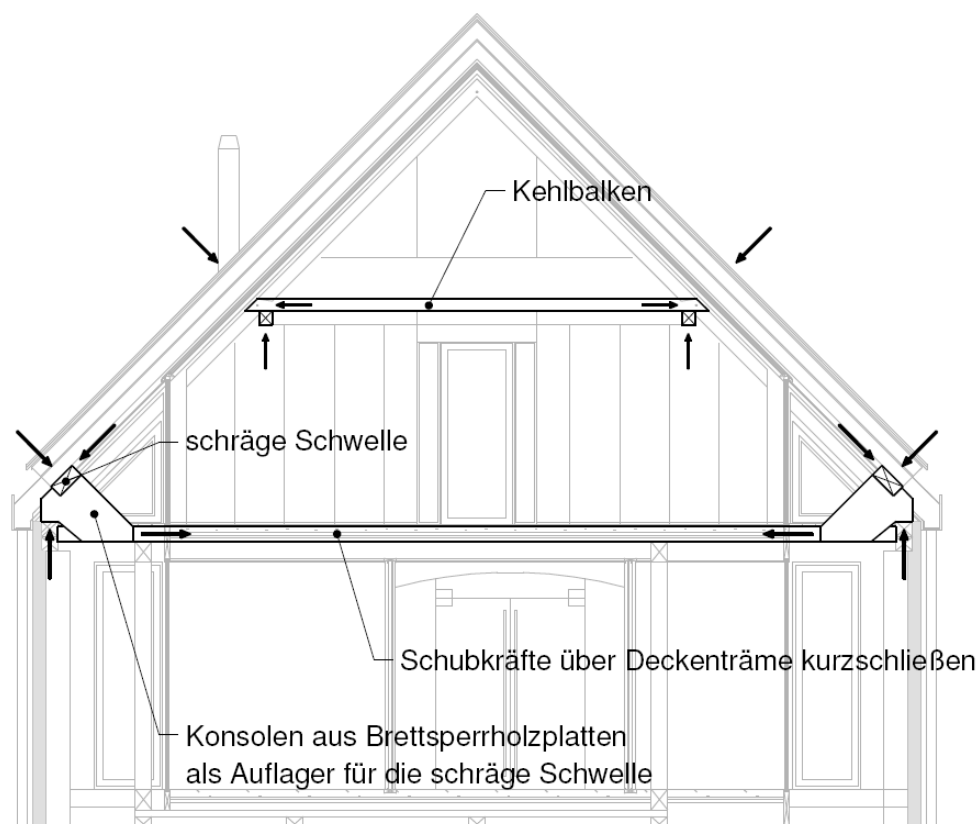 Kehlbalken
schräge Schwelle
Schubkräfte über Deckenträme kurzschließen
Konsolen aus Brettsperrholzplatten
als Auflager für die schräge Schwelle